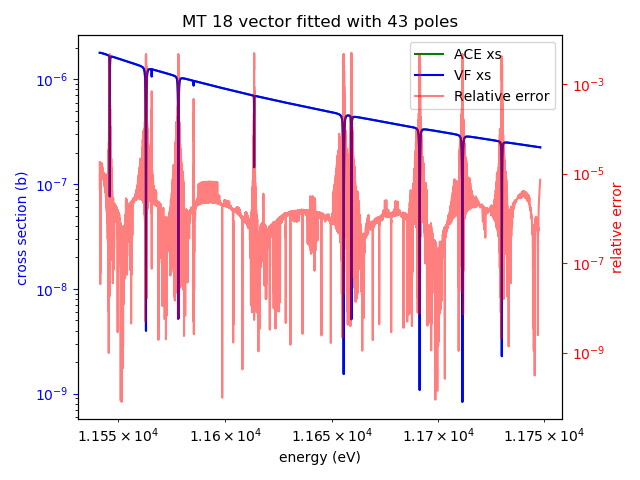 MT 18 vector fitted with 43 poles
ACE xs
VF xs
Relative error
10⁻⁶
10⁻⁷
10⁻⁸
10⁻⁹
cross section (b)
10⁻³
10⁻⁵
10⁻⁷
10⁻⁹
relative error
1.155 × 10⁴ 1.16 × 10⁴ 1.165 × 10⁴ 1.17 × 10⁴ 1.175 × 10⁴
energy (eV)